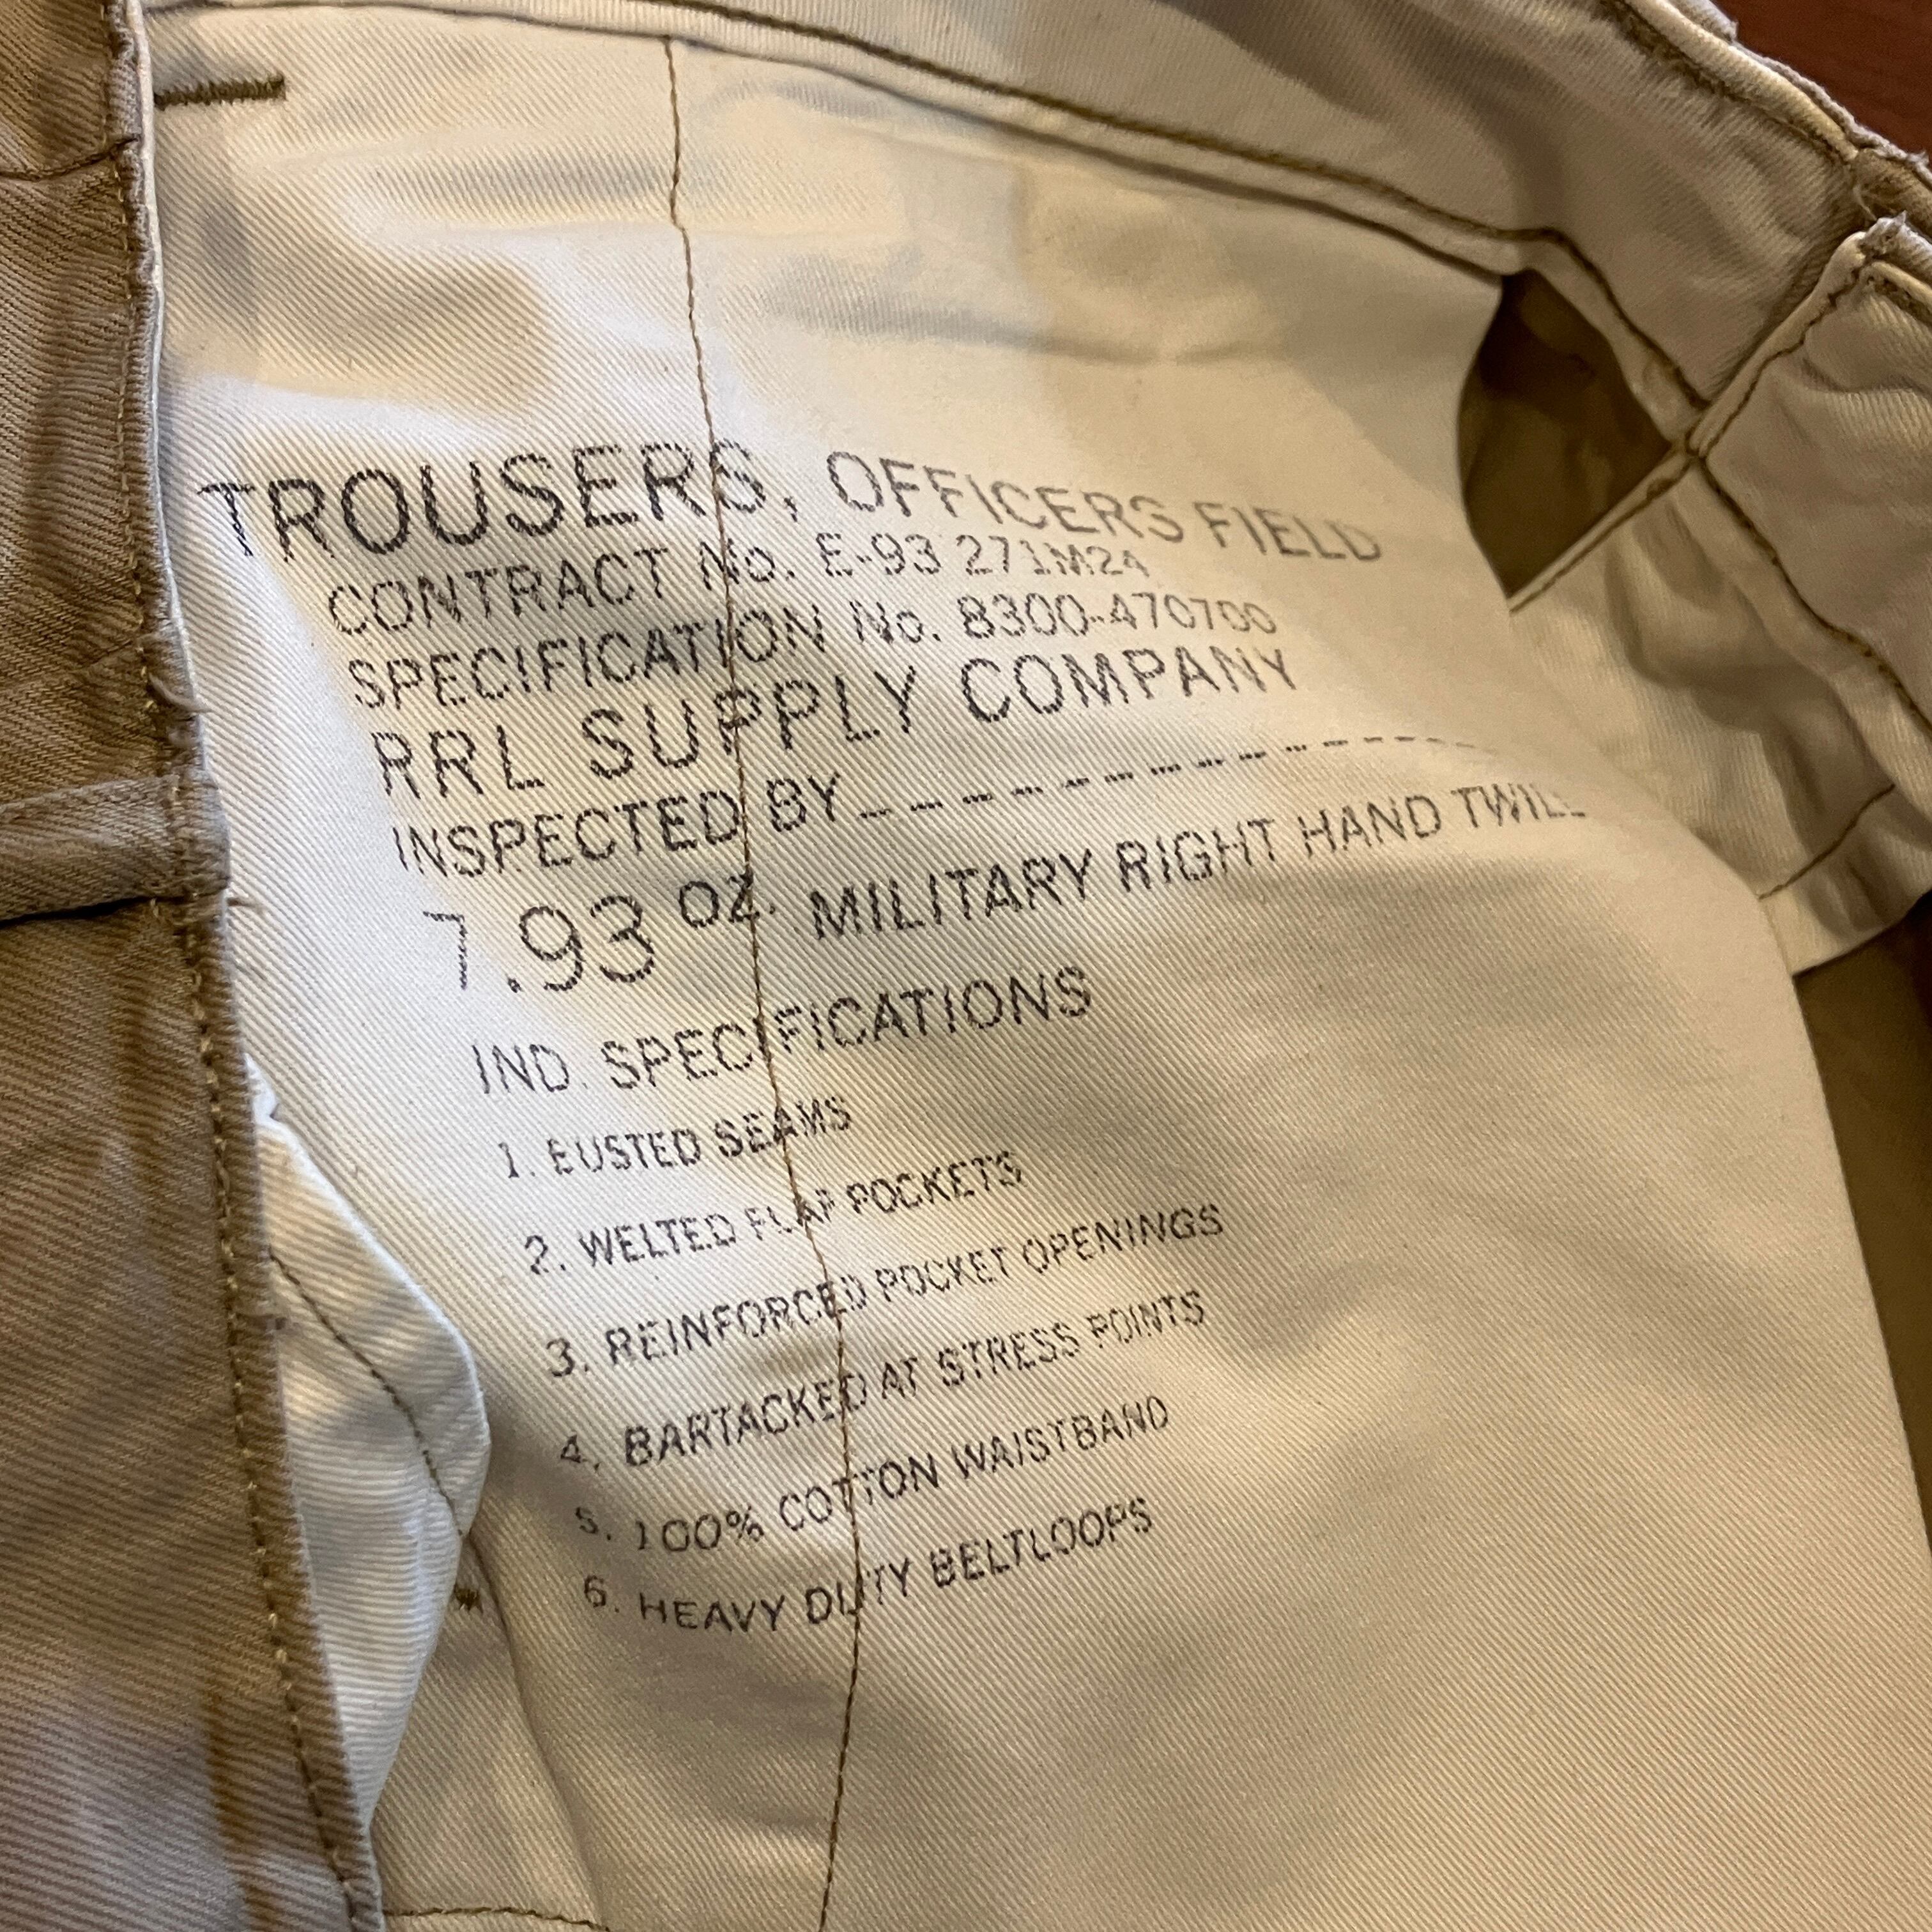 TROUSERS, OFFICERS FIELD
CONTRACT No. E-93 271M24
SPECIFICATION No. 8300-470700
RRL SUPPLY COMPANY
INSPECTED BY_ _ _ _ _ _ _ _ _ _ _ _ _
7.93 OZ. MILITARY RIGHT HAND TWILL
IND. SPECIFICATIONS
1. BUSTED SEAMS
2. WELTED FLAP POCKETS
3. REINFORCED POCKET OPENINGS
4. BARTACKED AT STRESS POINTS
5. 100% COTTON WAISTBAND
6. HEAVY DUTY BELTLOOPS